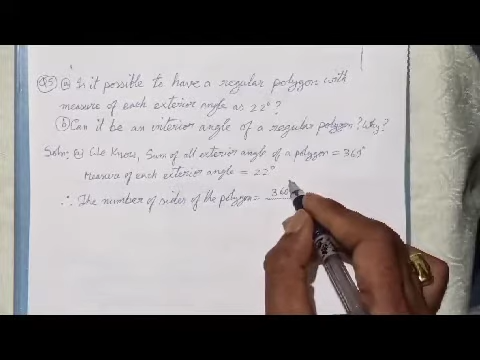 Q5) (a) Is it possible to have a regular polygon with
measure of each exterior angle as 22°?
(b) Can it be an interior angle of a regular polygon? Why?
Soln: (a) We know, Sum of all exterior angle of a polygon = 360°
Measure of each exterior angle = 22°
∴ The number of sides of the polygon = 360